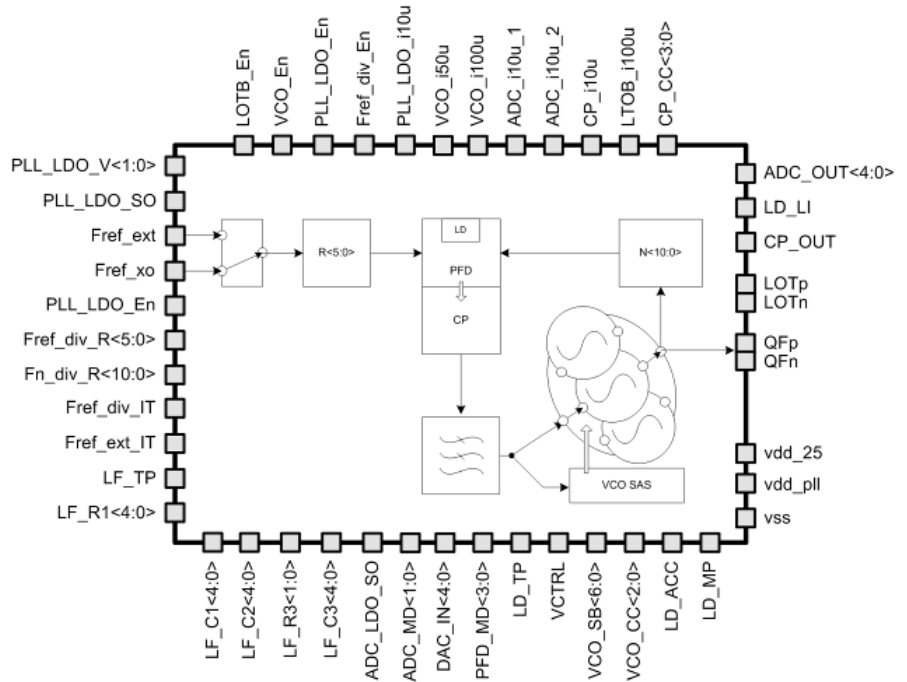 LOTB_En
VCO_En
PLL_LDO_En
Fref_div_En
PLL_LDO_i10u
VCO_i50u
VCO_i100u
ADC_i10u_1
ADC_i10u_2
CP_i10u
LTOB_i100u
CP_CC<3:0>
PLL_LDO_V<1:0>
PLL_LDO_SO
Fref_ext
Fref_xo
PLL_LDO_En
Fref_div_R<5:0>
Fn_div_R<10:0>
Fref_div_IT
Fref_ext_IT
LF_TP
LF_R1<4:0>
R<5:0>
LD
PFD
CP
N<10:0>
VCO SAS
ADC_OUT<4:0>
LD_LI
CP_OUT
LOTp
LOTn
QFp
QFn
vdd_25
vdd_pll
vss
LF_C1<4:0>
LF_C2<4:0>
LF_R3<1:0>
LF_C3<4:0>
ADC_LDO_SO
ADC_MD<1:0>
DAC_IN<4:0>
PFD_MD<3:0>
LD_TP
VCTRL
VCO_SB<6:0>
VCO_CC<2:0>
LD_ACC
LD_MP